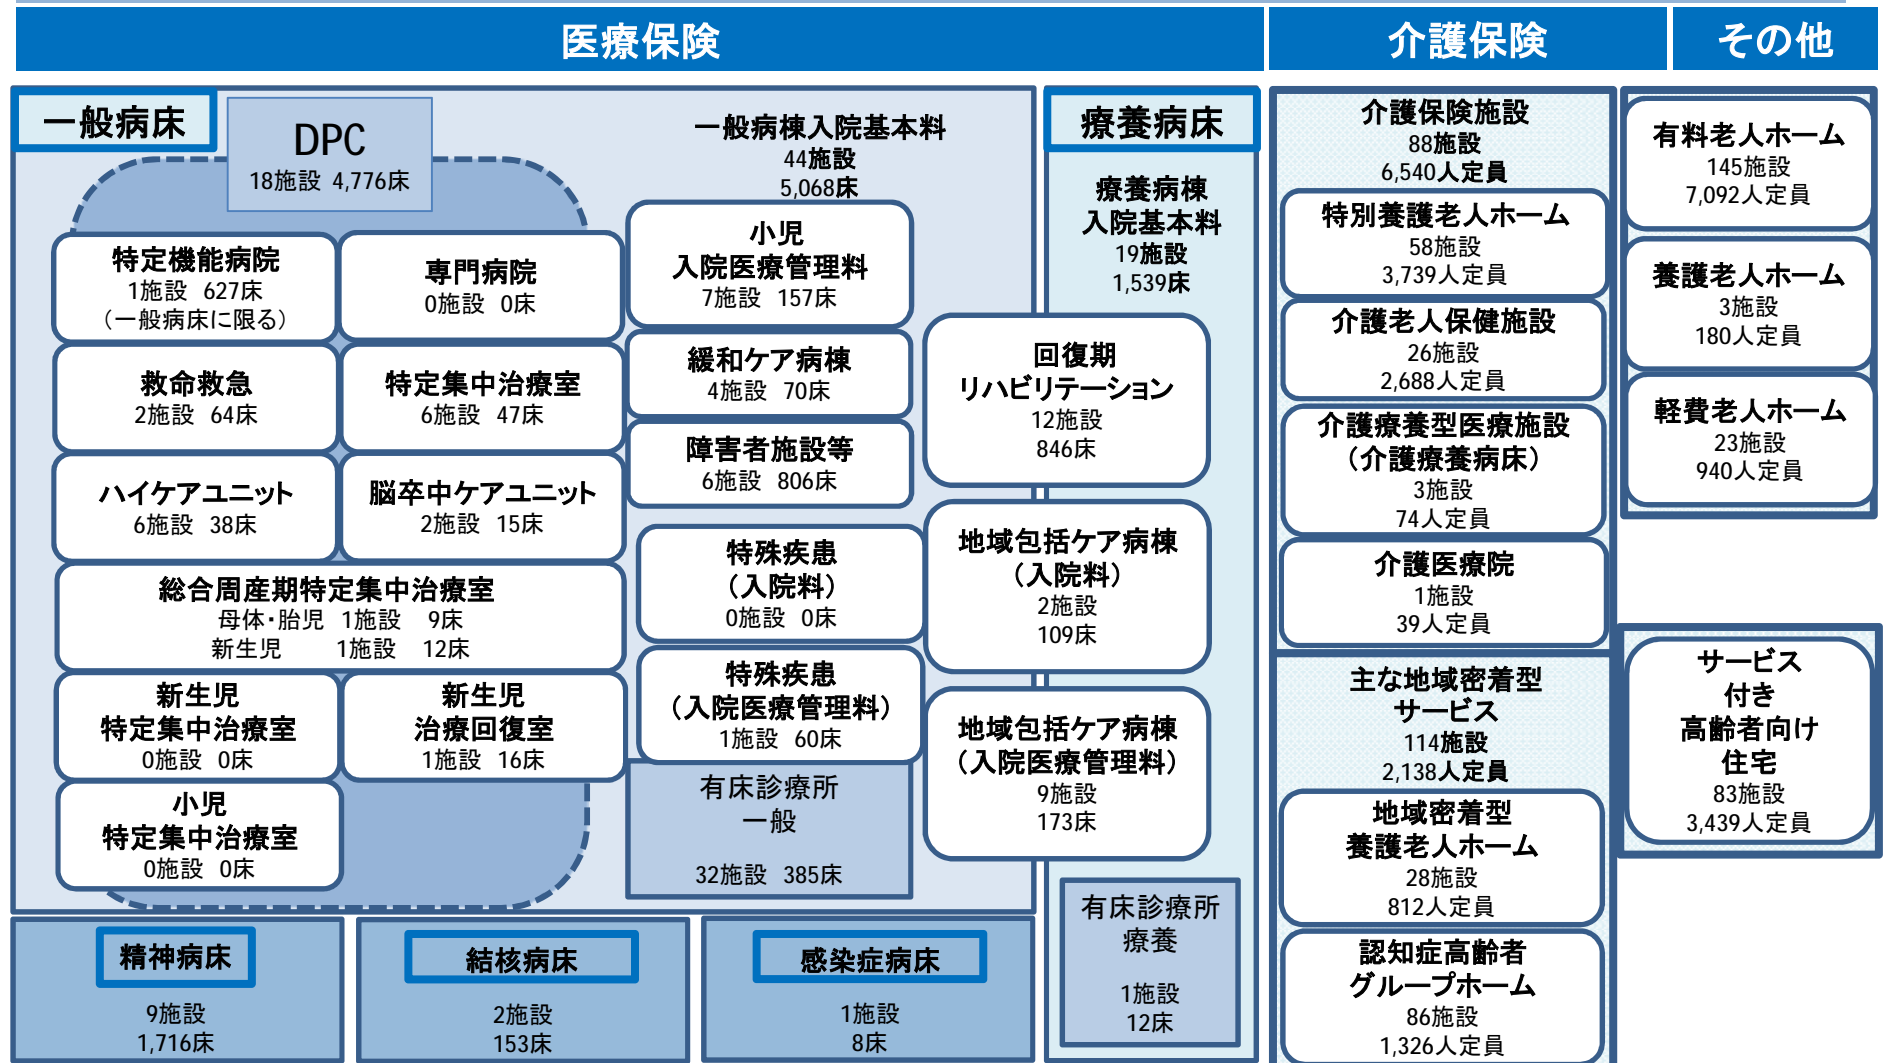 医療保険
介護保険
その他
一般病床
DPC
18施設 4,776床
一般病棟入院基本料
44施設
5,068床
特定機能病院
1施設 627床
(一般病床に限る)
専門病院
0施設 0床
救命救急
2施設 64床
特定集中治療室
6施設 47床
ハイケアユニット
6施設 38床
脳卒中ケアユニット
2施設 15床
総合周産期特定集中治療室
母体・胎児 1施設 9床
新生児 1施設 12床
新生児
特定集中治療室
0施設 0床
新生児
治療回復室
1施設 16床
小児
特定集中治療室
0施設 0床
小児
入院医療管理料
7施設 157床
緩和ケア病棟
4施設 70床
障害者施設等
6施設 806床
特殊疾患
(入院料)
0施設 0床
特殊疾患
(入院医療管理料)
1施設 60床
有床診療所
一般
32施設 385床
療養病床
療養病棟
入院基本料
19施設
1,539床
回復期
リハビリテーション
12施設
846床
地域包括ケア病棟
(入院料)
2施設
109床
地域包括ケア病棟
(入院医療管理料)
9施設
173床
有床診療所
療養
1施設
12床
精神病床
9施設
1,716床
結核病床
2施設
153床
感染症病床
1施設
8床
介護保険施設
88施設
6,540人定員
特別養護老人ホーム
58施設
3,739人定員
介護老人保健施設
26施設
2,688人定員
介護療養型医療施設
(介護療養病床)
3施設
74人定員
介護医療院
1施設
39人定員
主な地域密着型
サービス
114施設
2,138人定員
地域密着型
養護老人ホーム
28施設
812人定員
認知症高齢者
グループホーム
86施設
1,326人定員
有料老人ホーム
145施設
7,092人定員
養護老人ホーム
3施設
180人定員
軽費老人ホーム
23施設
940人定員
サービス
付き
高齢者向け
住宅
83施設
3,439人定員